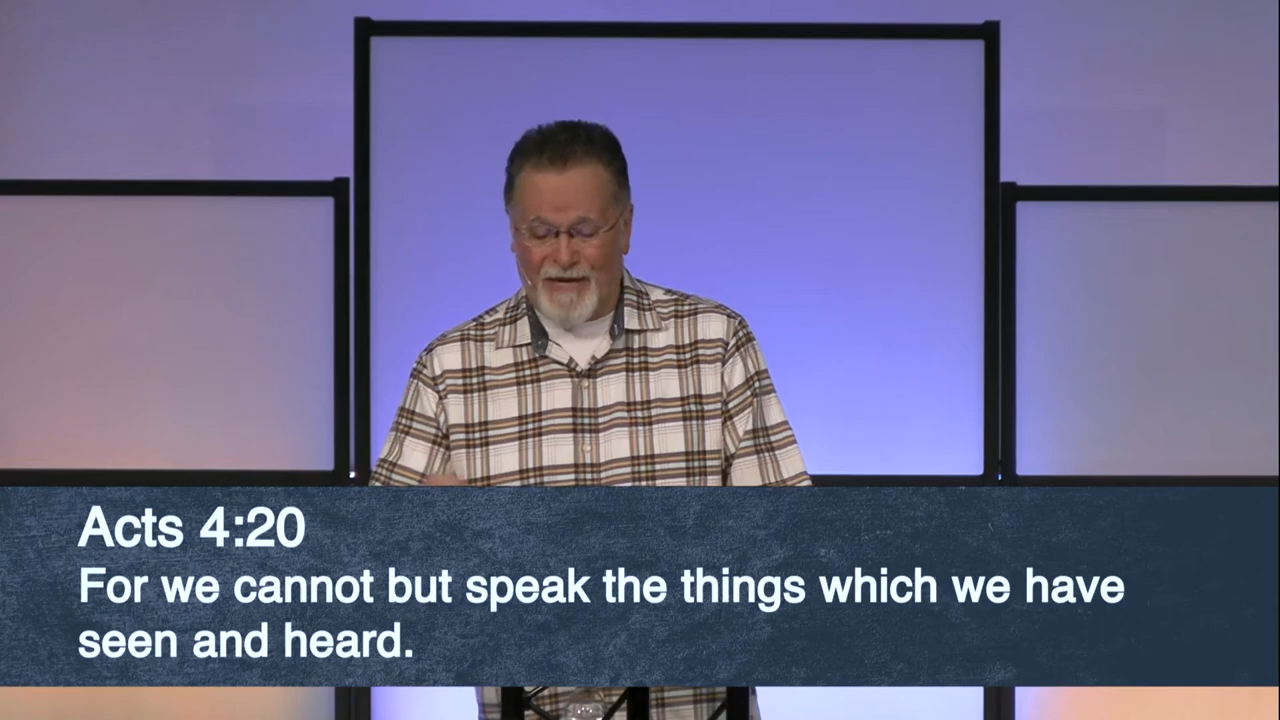 Acts 4:20
For we cannot but speak the things which we have
seen and heard.